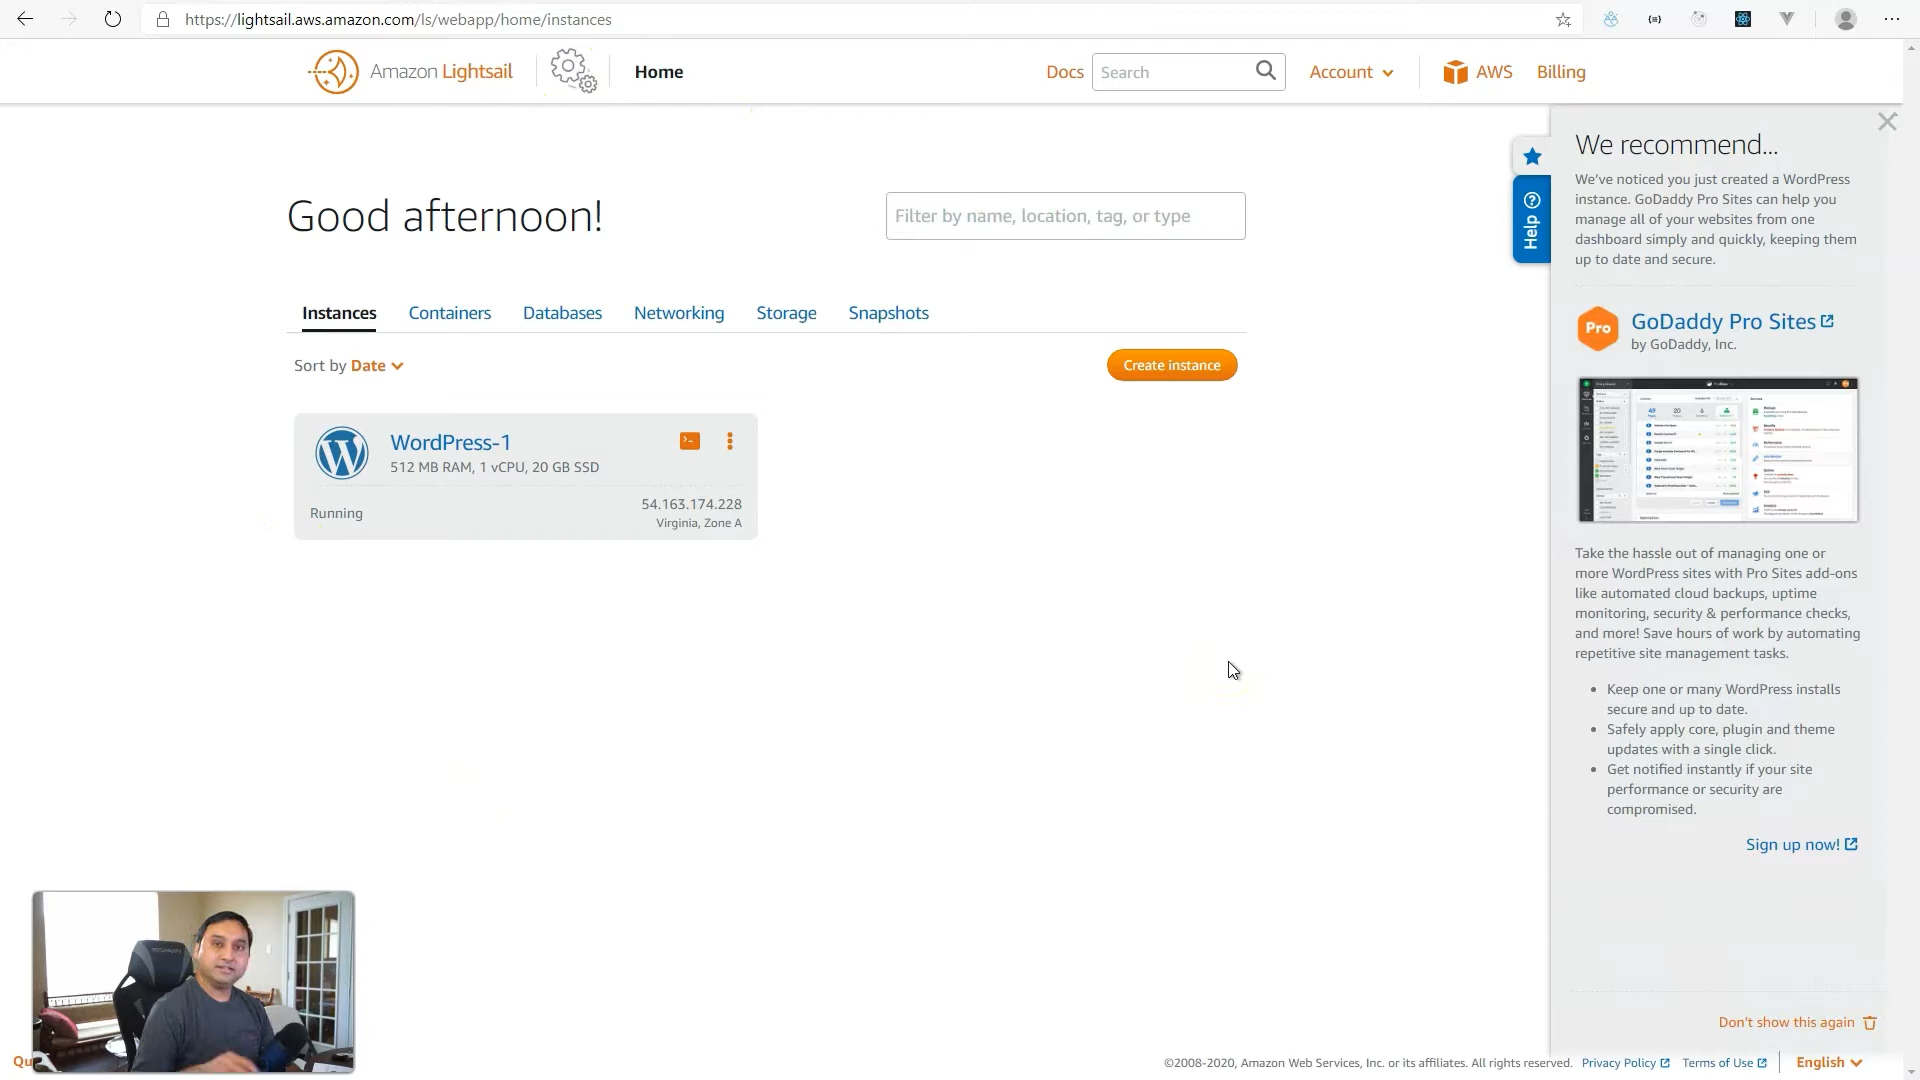 https://lightsail.aws.amazon.com/ls/webapp/home/instances
Amazon Lightsail
Home
Docs
Search
Account
AWS
Billing
Good afternoon!
Filter by name, location, tag, or type
Instances
Containers
Databases
Networking
Storage
Snapshots
Sort by Date
Create instance
WordPress-1
512 MB RAM, 1 vCPU, 20 GB SSD
Running
54.163.174.228
Virginia, Zone A
Help
We recommend...
We've noticed you just created a WordPress
instance. GoDaddy Pro Sites can help you
manage all of your websites from one
dashboard simply and quickly, keeping them
up to date and secure.
Pro
GoDaddy Pro Sites
by GoDaddy, Inc.
Take the hassle out of managing one or
more WordPress sites with Pro Sites add-ons
like automated cloud backups, uptime
monitoring, security & performance checks,
and more! Save hours of work by automating
repetitive site management tasks.
• Keep one or many WordPress installs
secure and up to date.
• Safely apply core, plugin and theme
updates with a single click.
• Get notified instantly if your site
performance or security are
compromised.
Sign up now!
Don't show this again
Qu
©2008-2020, Amazon Web Services, Inc. or its affiliates. All rights reserved.
Privacy Policy
Terms of Use
English